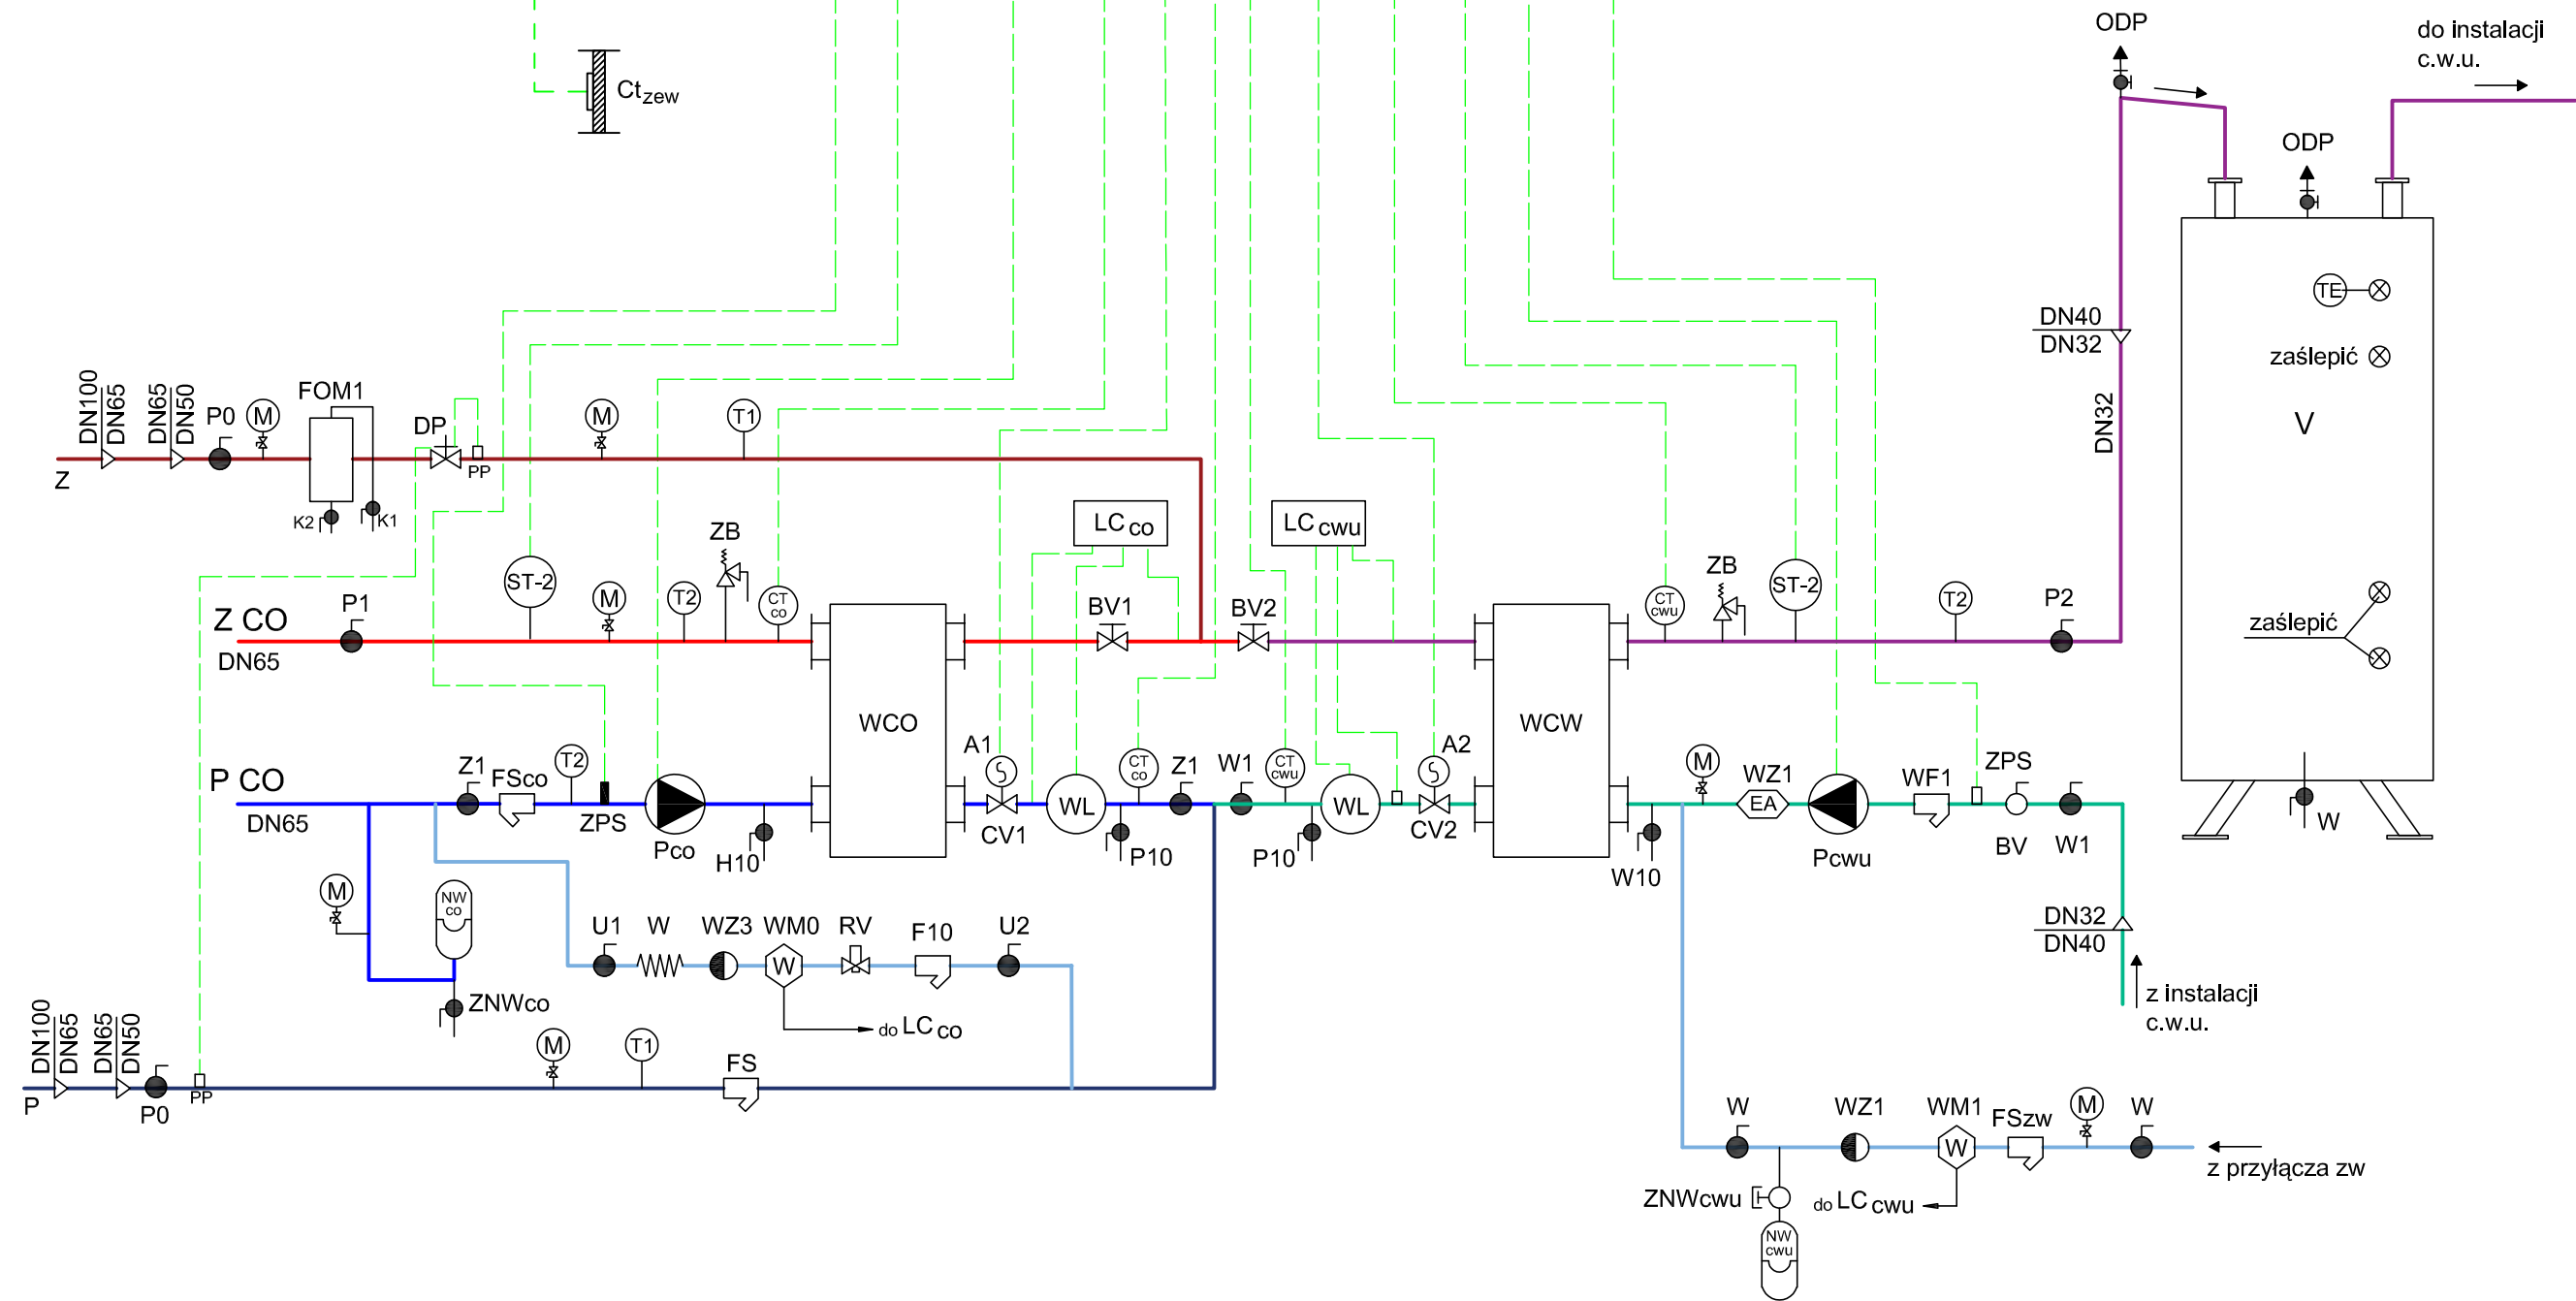 ODP
do instalacji
c.w.u.
Ctzew
ODP
TE
DN40
DN32
zaślepić
DN32
V
DN100
DN65
DN65
DN50
P0
M
FOM1
DP
M
T1
Z
PP
K2
K1
LC co
LC cwu
ZB
ZB
ST-2
ST-2
P1
M
T2
CT
co
BV1
BV2
CT
cwu
T2
P2
Z CO
DN65
zaślepić
WCO
WCW
P CO
DN65
Z1
FSco
T2
ZPS
Pco
H10
A1
CV1
WL
CT
co
P10
Z1
W1
CT
cwu
P10
WL
A2
CV2
M
W10
WZ1
EA
Pcwu
WF1
ZPS
BV
W1
W
M
NW
co
ZNWco
U1
W
WZ3
WM0
W
RV
F10
U2
do LC co
DN32
DN40
z instalacji
c.w.u.
DN100
DN65
DN65
DN50
P
P0
PP
M
T1
FS
W
WZ1
WM1
W
FSzw
M
W
z przyłącza zw
ZNWcwu
do LC cwu
NW
cwu